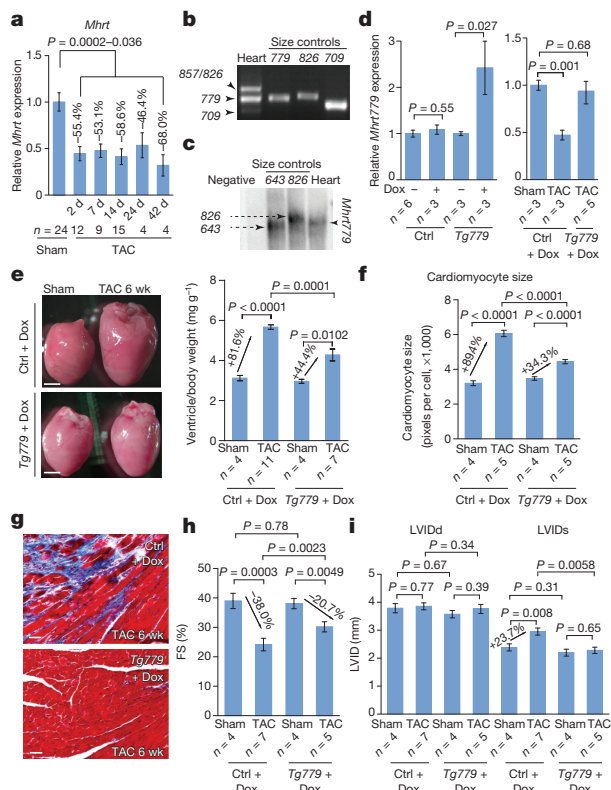 a
Mhrt
P = 0.0002–0.036
Relative Mhrt expression
1.5
1.0
0.5
0
–55.4%
–53.1%
–58.6%
–46.4%
–68.0%
2 d
7 d
14 d
24 d
42 d
n = 24 12 9 15 4 4
Sham TAC
b
Size controls
Heart 779 826 709
857/826
779
709
c
Size controls
Negative 643 826 Heart
826
643
Mhrt779
d
Relative Mhrt779 expression
3
2
1
0
P = 0.027
P = 0.55
Dox – + – +
n = 6 n = 3 n = 3 n = 3
Ctrl Tg779
1.5
1.0
0.5
0
P = 0.68
P = 0.001
Sham TAC TAC
n = 3 n = 3 n = 5
Ctrl + Dox
Tg779 + Dox
e
Sham TAC 6 wk
Ctrl + Dox
Tg779 + Dox
Ventricle/body weight (mg g⁻¹)
8
6
4
2
0
P = 0.0001
P < 0.0001
P = 0.0102
+81.6%
+44.4%
Sham TAC Sham TAC
n = 4 n = 11 n = 4 n = 7
Ctrl + Dox Tg779 + Dox
f
Cardiomyocyte size
Cardiomyocyte size
(pixels per cell, ×1,000)
10
8
6
4
2
0
P < 0.0001
P < 0.0001
P < 0.0001
+894%
+34.3%
Sham TAC Sham TAC
n = 4 n = 5 n = 4 n = 5
Ctrl + Dox Tg779 + Dox
g
Ctrl
+ Dox
TAC 6 wk
Tg779
+ Dox
TAC 6 wk
h
P = 0.78
P = 0.0023
P = 0.0003 P = 0.0049
FS (%)
50
40
30
20
10
0
–38.0%
–20.7%
Sham TAC Sham TAC
n = 4 n = 7 n = 4 n = 5
Ctrl +
Dox
Tg779 +
Dox
i
LVIDd LVIDs
P = 0.34
P = 0.67
P = 0.77 P = 0.39
P = 0.0058
P = 0.31
P = 0.008
P = 0.65
+23.7%
LVID (mm)
6
5
4
3
2
1
0
Sham TAC Sham TAC Sham TAC Sham TAC
n = 4 n = 7 n = 4 n = 5 n = 4 n = 7 n = 4 n = 5
Ctrl +
Dox
Tg779 +
Dox
Ctrl +
Dox
Tg779 +
Dox